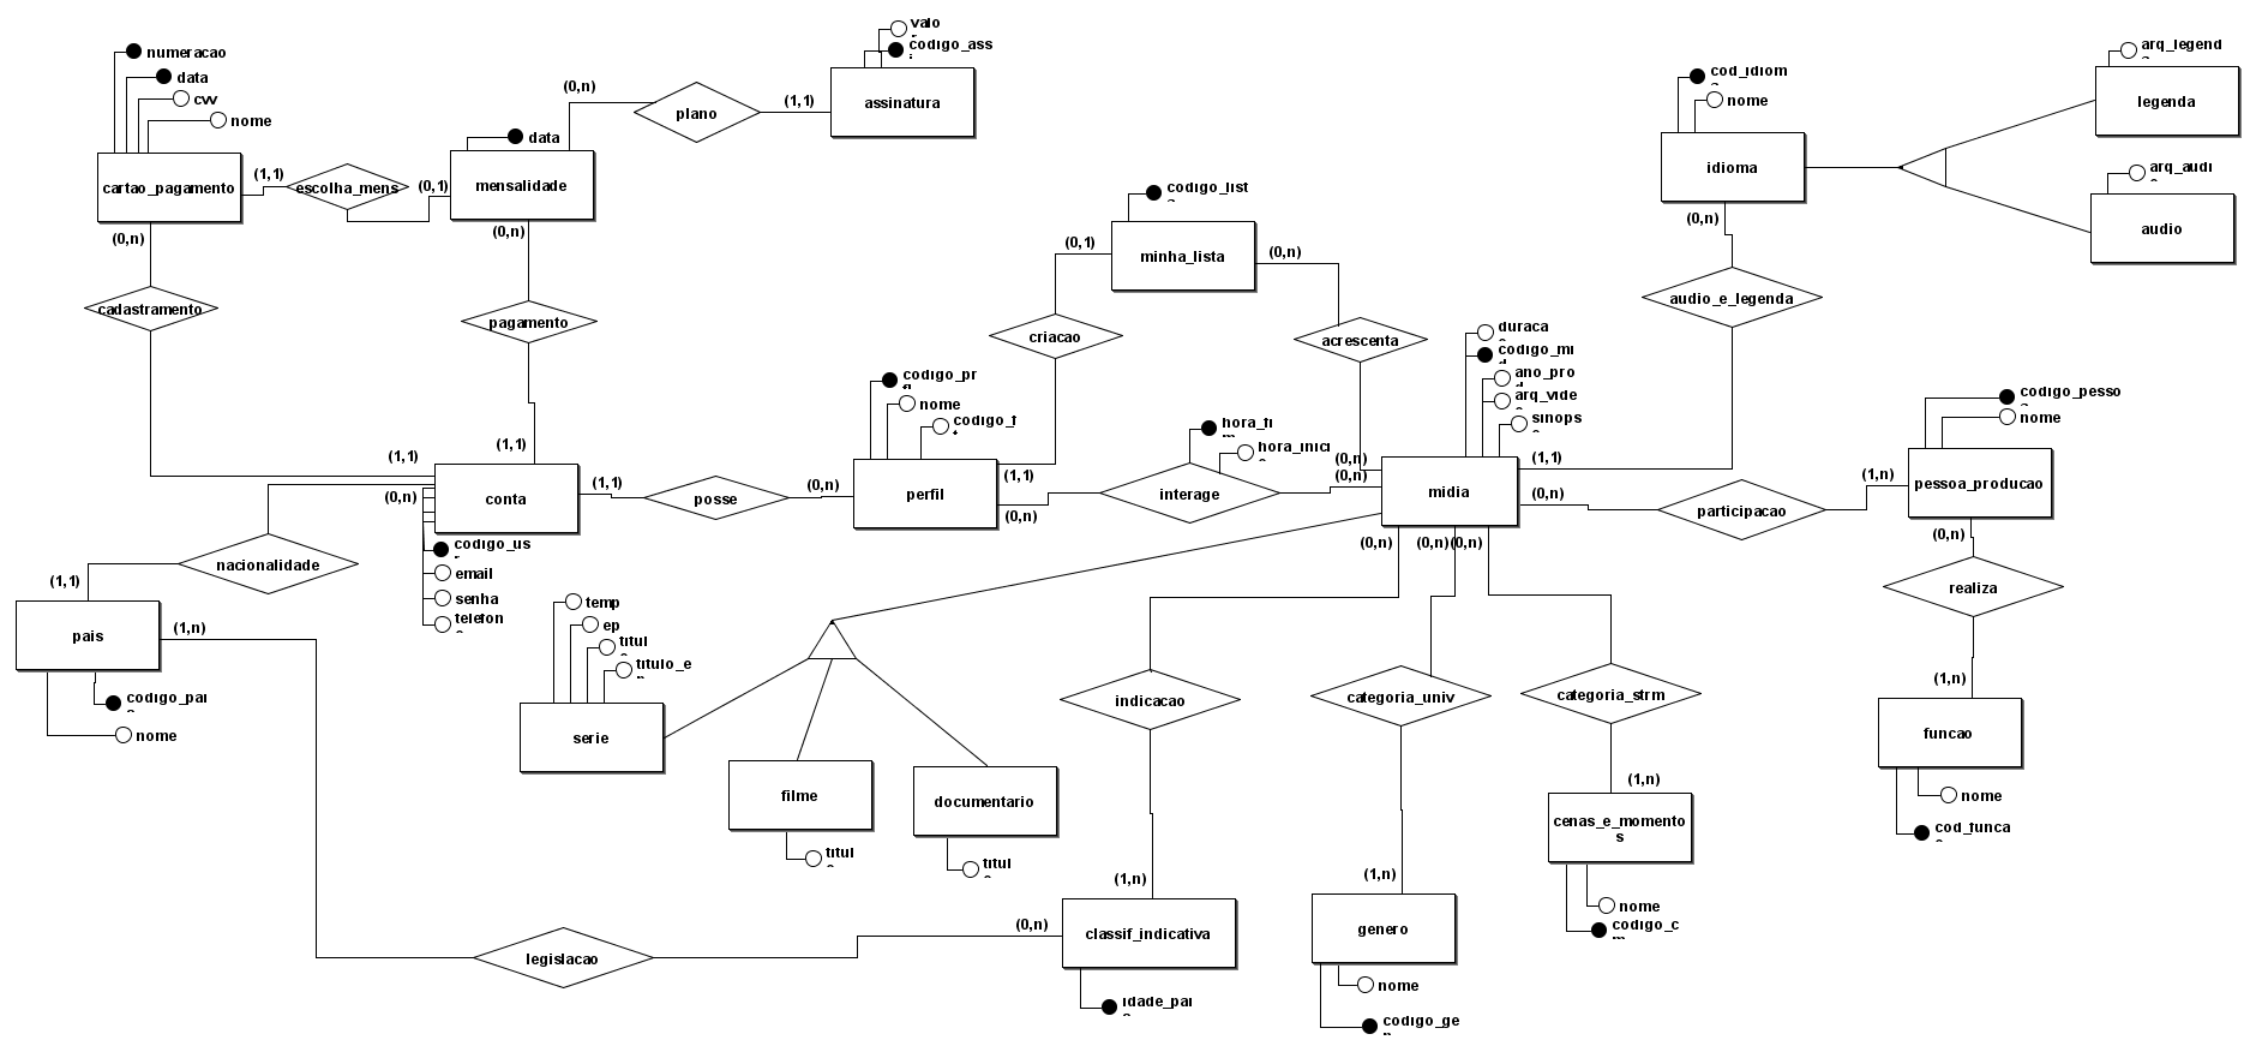 numeracao
data
cvv
nome
cartao_pagamento
(1,1)
escolha_mens
(0,1)
data
mensalidade
(0,n)
plano
(1,1)
valo
codigo_ass
assinatura
(0,n)
cadastramento
(1,1)
(0,n)
pagamento
(1,1)
conta
(0,n)
codigo_us
email
senha
telefon
nacionalidade
(1,1)
pais
(1,n)
codigo_pai
nome
(1,1)
posse
(0,n)
codigo_pr
nome
codigo_f
perfil
(1,1)
(0,n)
criacao
(0,1)
codigo_list
minha_lista
(0,n)
acrescenta
(0,n)
hora_fi
hora_inici
interage
(0,n)
duraca
codigo_mi
ano_pro
arq_vide
sinops
midia
(1,1)
(0,n)
audio_e_legenda
(0,n)
cod_idiom
nome
idioma
arq_legend
legenda
arq_audi
audio
participacao
(1,n)
codigo_pesso
nome
pessoa_producao
(0,n)
realiza
(1,n)
funcao
nome
cod_funca
(0,n)
(0,n)
(0,n)
temp
ep
titul
titulo_e
serie
filme
titul
documentario
titul
indicacao
(1,n)
classif_indicativa
idade_pai
(0,n)
legislacao
categoria_univ
(1,n)
genero
nome
codigo_ge
categoria_strm
(1,n)
cenas_e_momento
s
nome
codigo_c